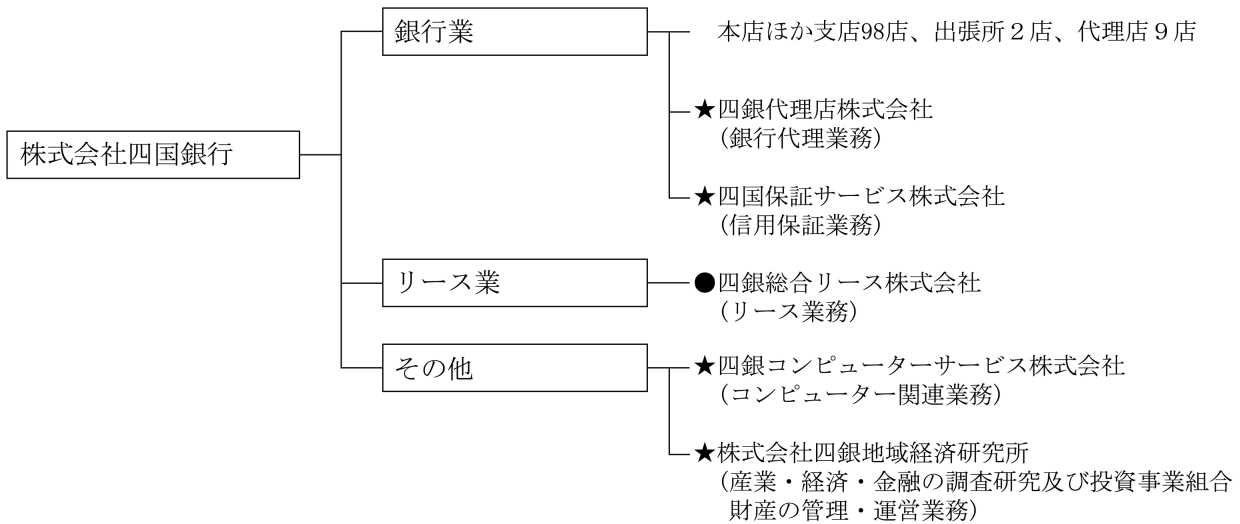 銀行業
本店ほか支店98店、出張所２店、代理店９店
★四銀代理店株式会社
（銀行代理業務）
株式会社四国銀行
★四国保証サービス株式会社
（信用保証業務）
リース業
●四銀総合リース株式会社
（リース業務）
その他
★四銀コンピューターサービス株式会社
（コンピューター関連業務）
★株式会社四銀地域経済研究所
（産業・経済・金融の調査研究及び投資事業組合
財産の管理・運営業務）